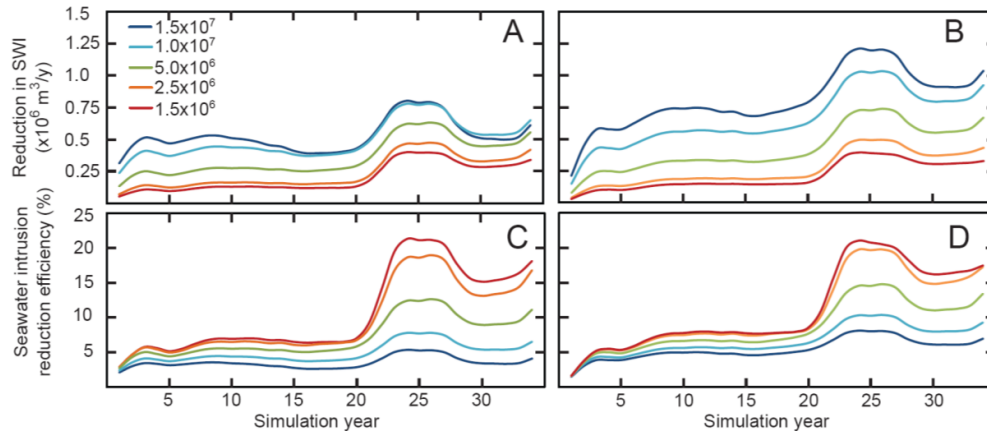 Reduction in SWI
(x10⁶ m³/y)
1.5
1.0
0.75
0.5
0.25
1.5x10⁷
1.0x10⁷
5.0x10⁶
2.5x10⁶
1.5x10⁶
A
B
Seawater intrusion
reduction efficiency (%)
25
20
15
10
5
C
D
5 10 15 20 25 30
5 10 15 20 25 30
Simulation year
Simulation year